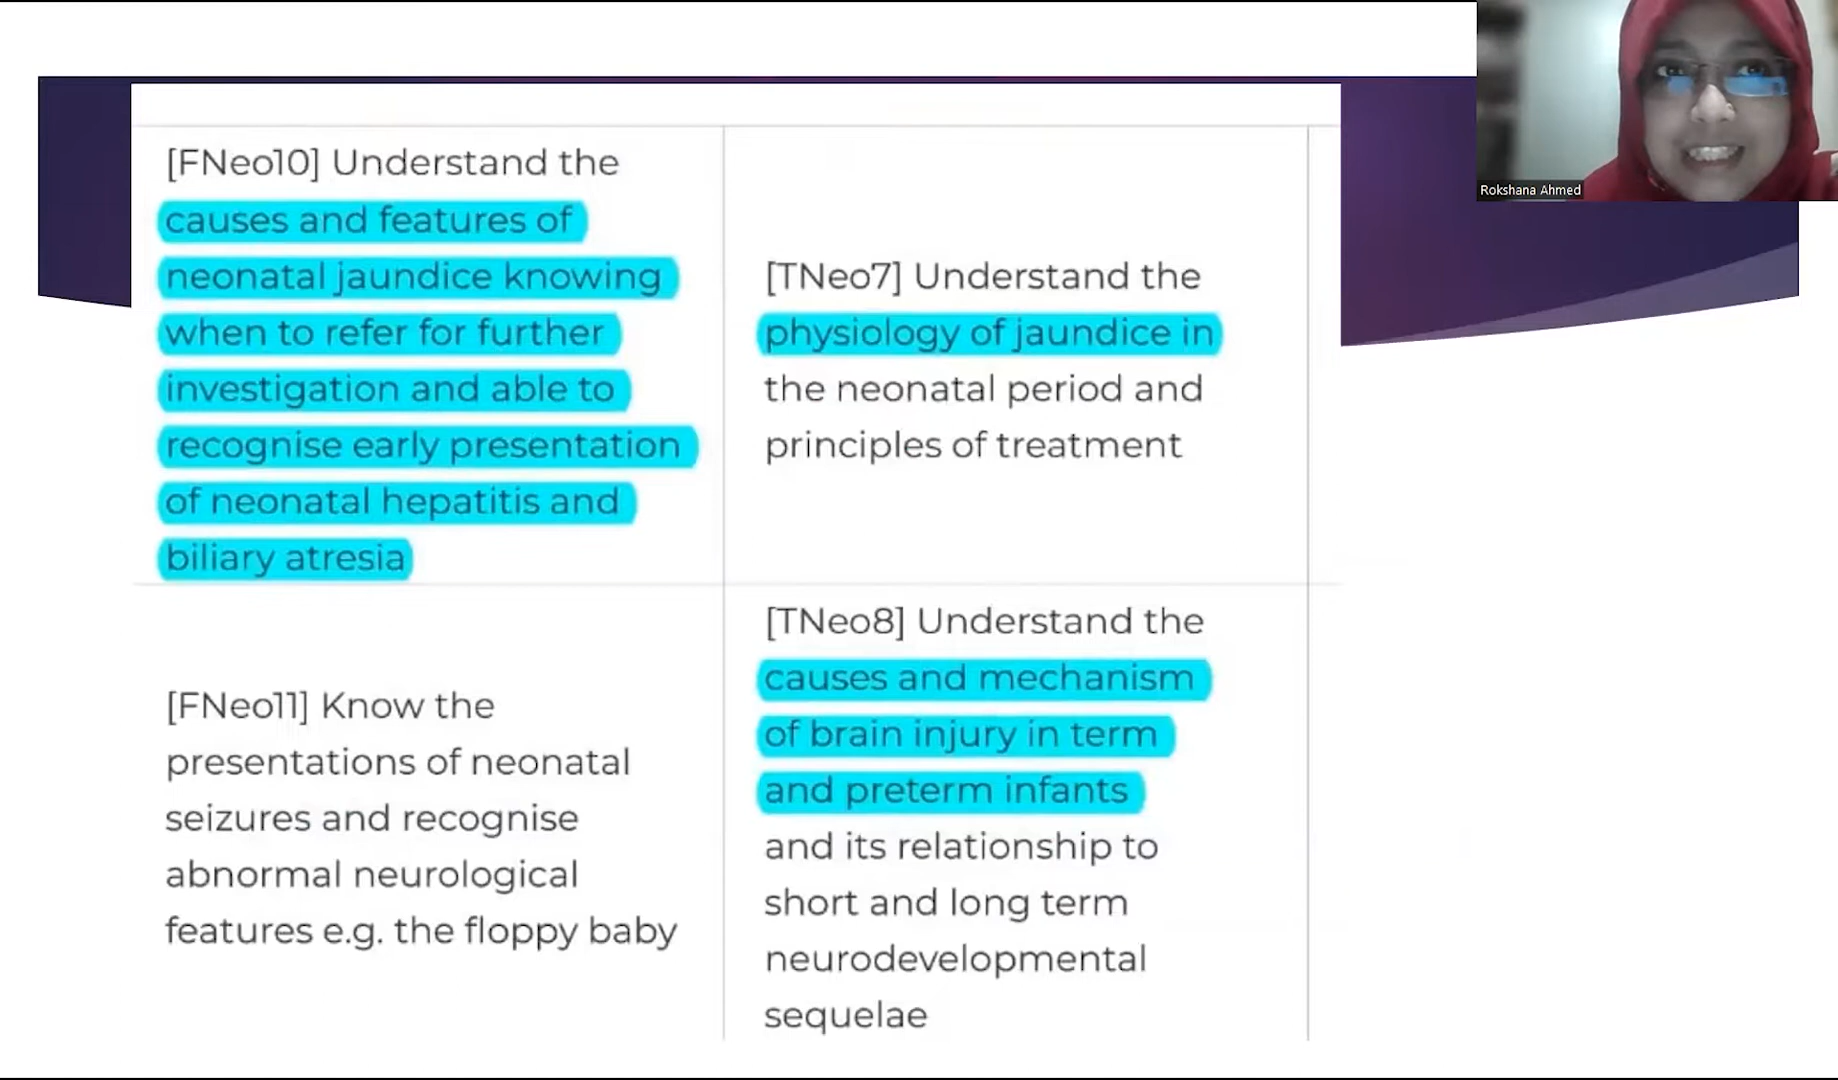 [FNeo10] Understand the
causes and features of
neonatal jaundice knowing
when to refer for further
investigation and able to
recognise early presentation
of neonatal hepatitis and
biliary atresia
[TNeo7] Understand the
physiology of jaundice in
the neonatal period and
principles of treatment
[FNeo11] Know the
presentations of neonatal
seizures and recognise
abnormal neurological
features e.g. the floppy baby
[TNeo8] Understand the
causes and mechanism
of brain injury in term
and preterm infants
and its relationship to
short and long term
neurodevelopmental
sequelae
Rokshana Ahmed